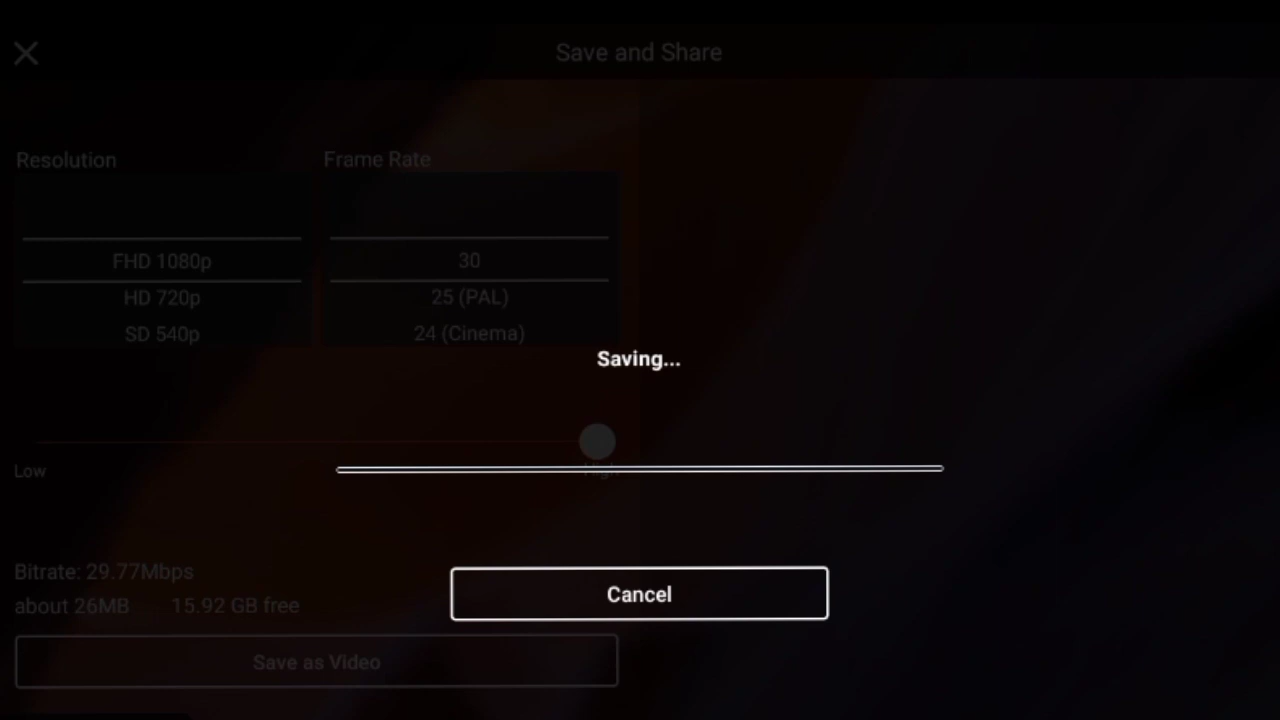 Save and Share
Resolution Frame Rate
FHD 1080p 30
HD 720p 25 (PAL)
SD 540p 24 (Cinema)
Saving...
Low High
Bitrate: 29.77Mbps
about 26MB 15.92 GB free
Cancel
Save as Video